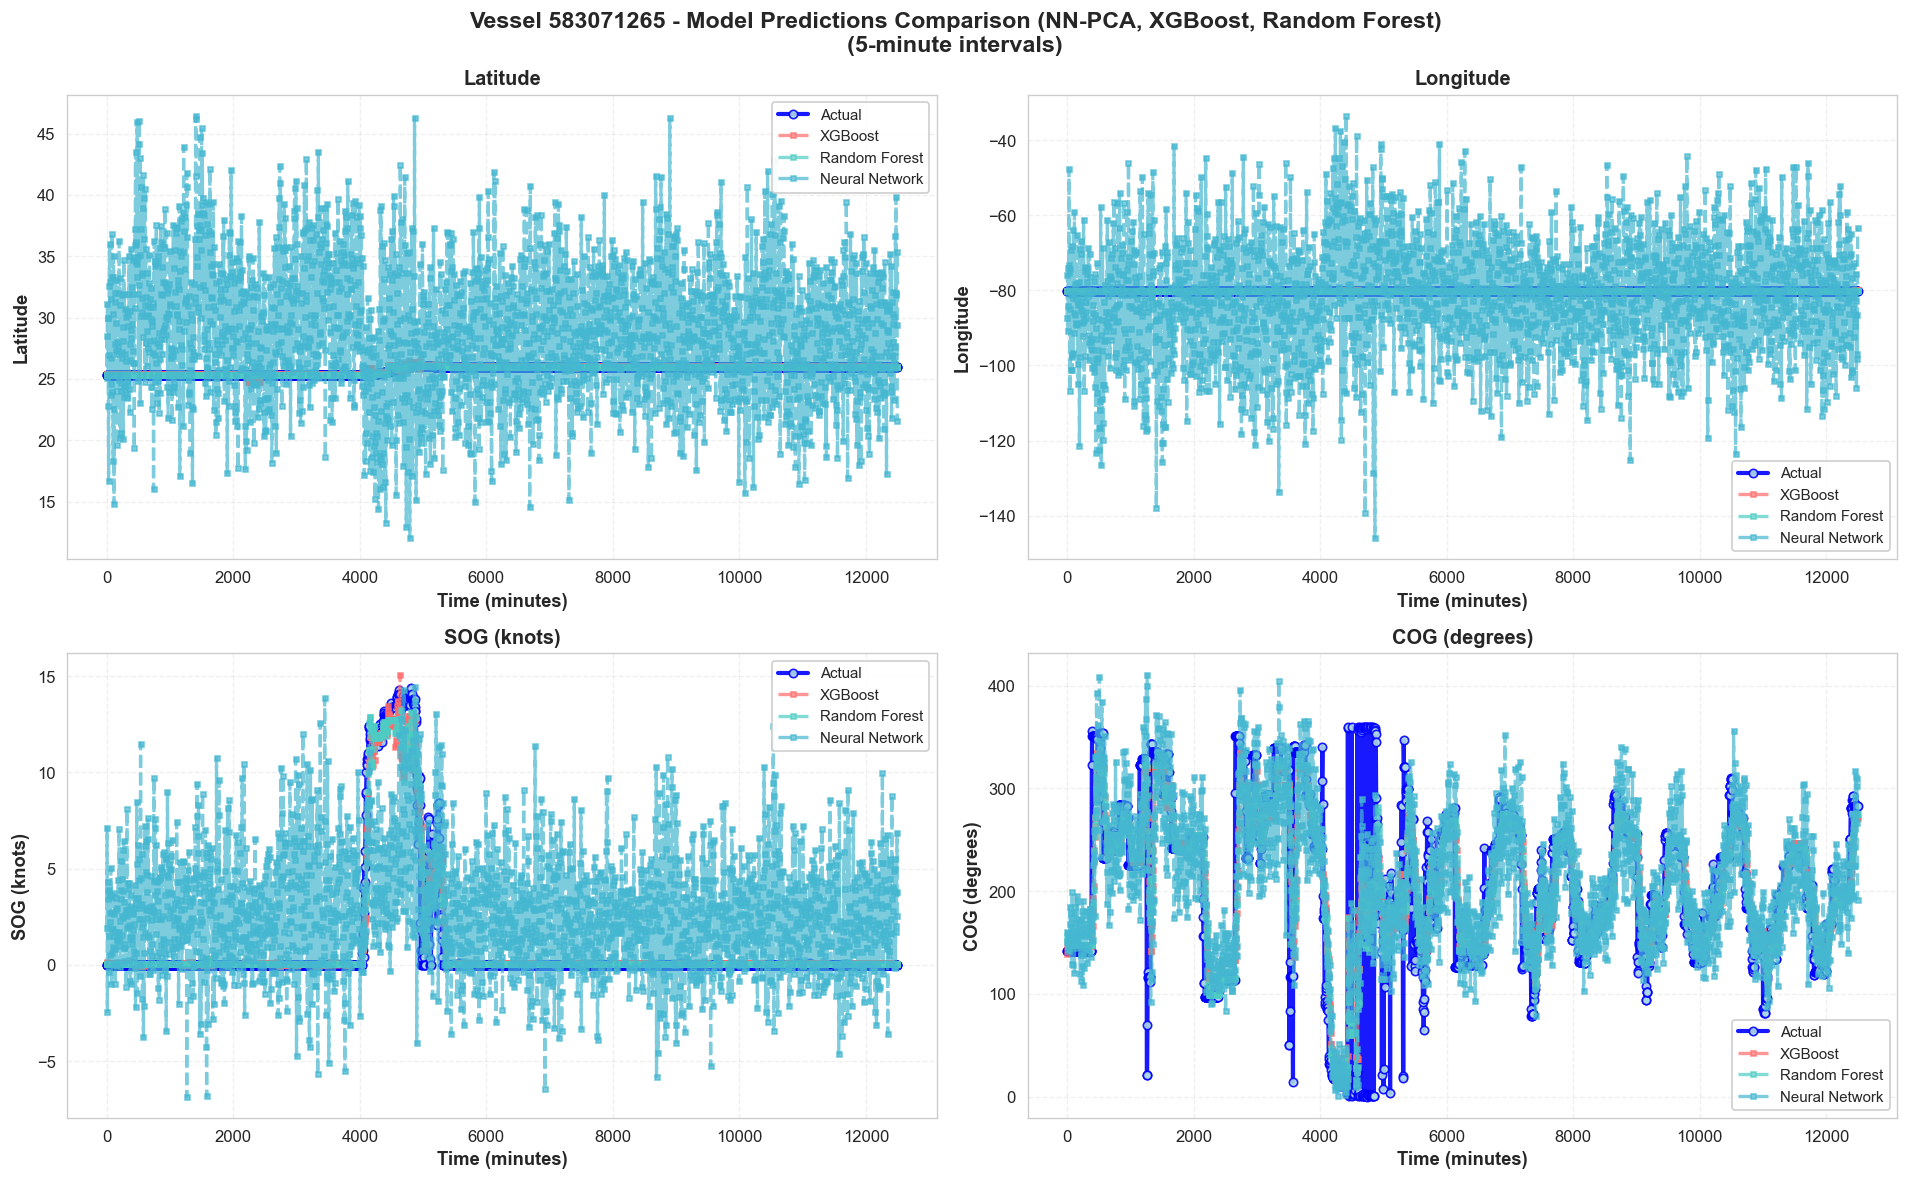 Vessel 583071265 - Model Predictions Comparison (NN-PCA, XGBoost, Random Forest)
(5-minute intervals)
Latitude
Latitude
45
40
35
30
25
20
15
0
2000
4000
6000
8000
10000
12000
Time (minutes)
Actual
XGBoost
Random Forest
Neural Network
Longitude
Longitude
−40
−60
−80
−100
−120
−140
0
2000
4000
6000
8000
10000
12000
Time (minutes)
Actual
XGBoost
Random Forest
Neural Network
SOG (knots)
SOG (knots)
15
10
5
0
−5
0
2000
4000
6000
8000
10000
12000
Time (minutes)
Actual
XGBoost
Random Forest
Neural Network
COG (degrees)
COG (degrees)
400
300
200
100
0
0
2000
4000
6000
8000
10000
12000
Time (minutes)
Actual
XGBoost
Random Forest
Neural Network